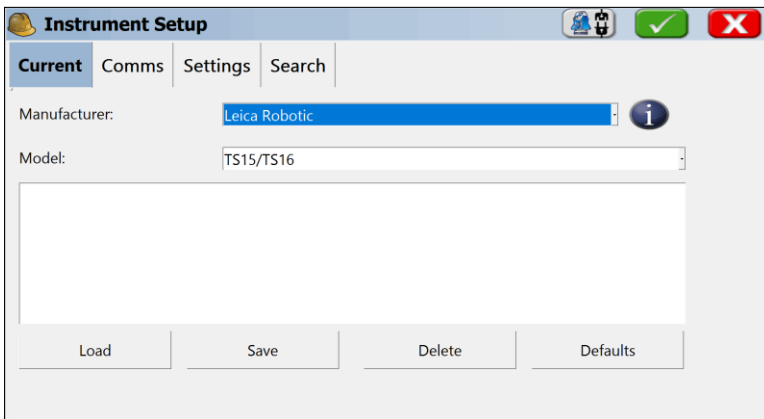 Instrument Setup
Current Comms Settings Search
Manufacturer: Leica Robotic i
Model: TS15/TS16
Load Save Delete Defaults